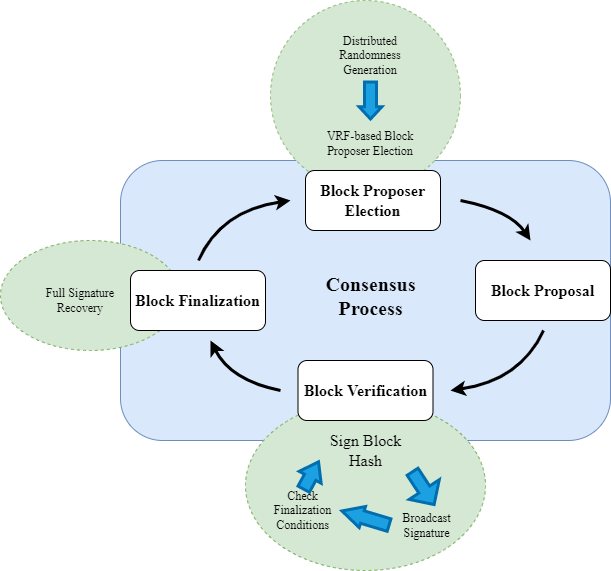 Distributed
Randomness
Generation
VRF-based Block
Proposer Election
Block Proposer
Election
Consensus
Process
Block Proposal
Block Finalization
Full Signature
Recovery
Block Verification
Sign Block
Hash
Check
Finalization
Conditions
Broadcast
Signature